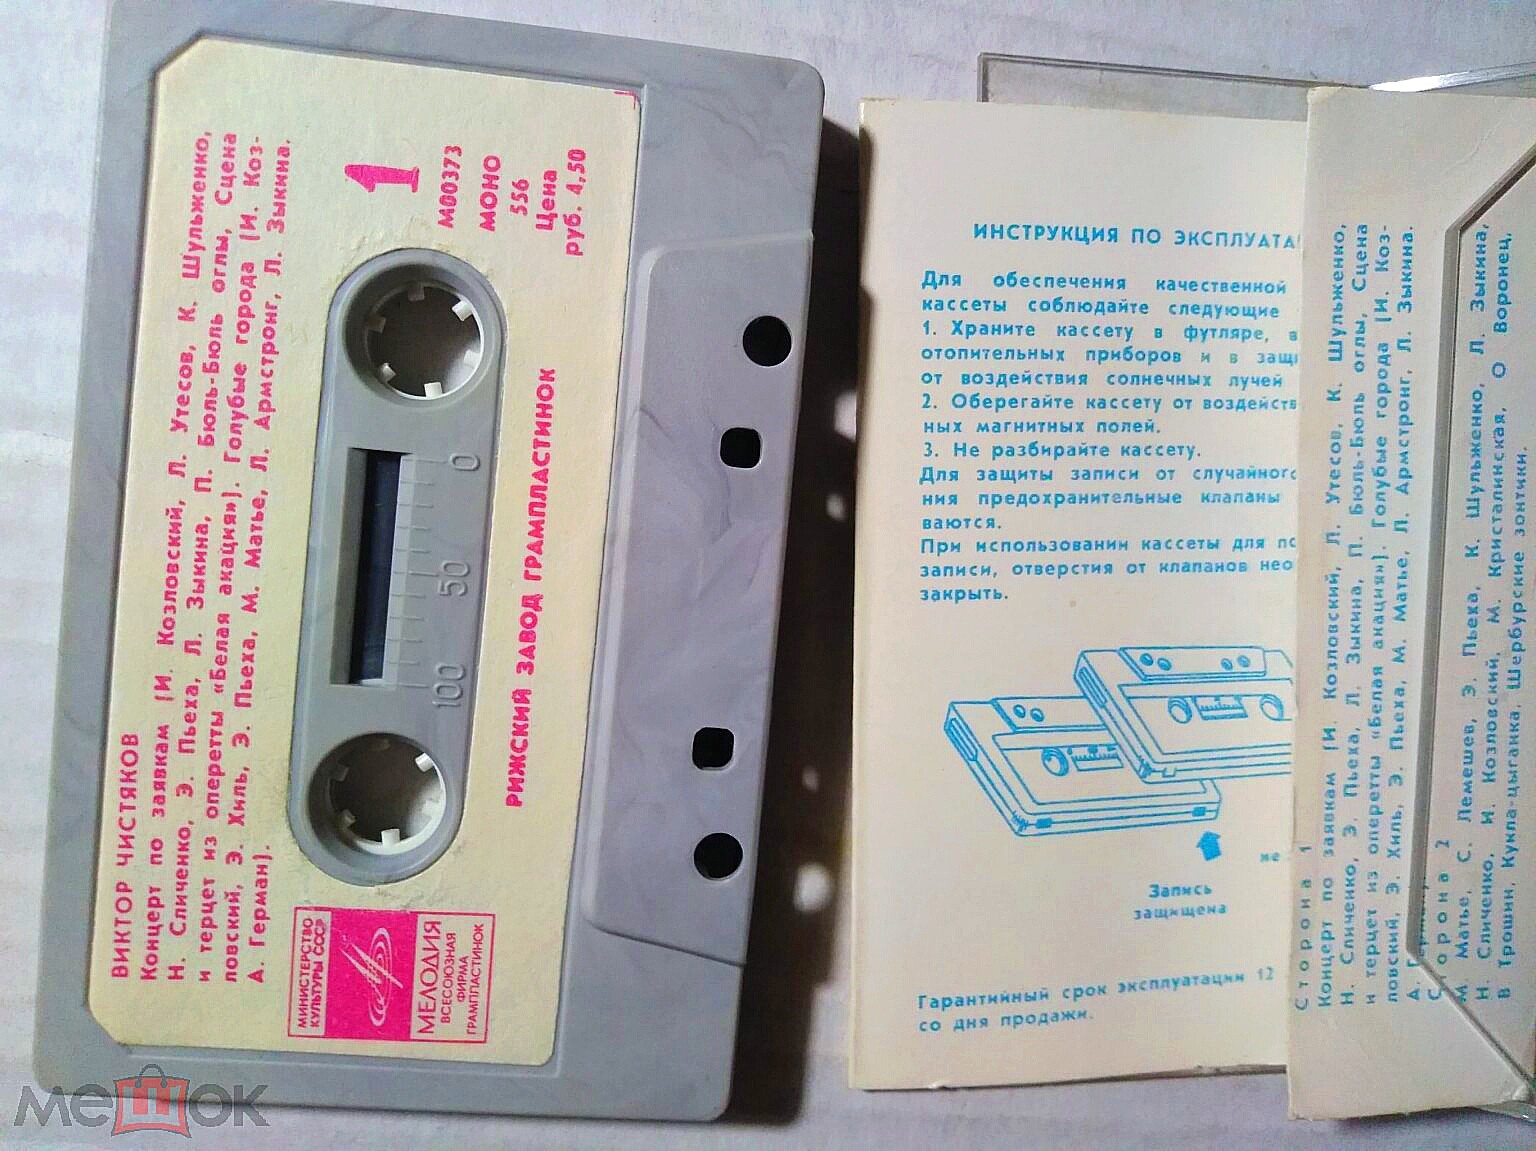 ВИКТОР ЧИСТЯКОВ
Концерт по заявкам (И. Козловский, Л. Утесов, К. Шульженко,
Н. Сличенко, Э. Пьеха, Л. Зыкина, П. Бюль-Бюль оглы, Сцена
и терцет из оперетты «Белая акация»). Голубые города (И. Коз-
ловский, Э. Хиль, Э. Пьеха, М. Матье, Л. Армстронг, Л. Зыкина.
А. Герман).
1
М00373
МОНО
556
Цена
руб. 4,50
МИНИСТЕРСТВО
КУЛЬТУРЫ СССР
МЕЛОДИЯ
ВСЕСОЮЗНАЯ
ФИРМА
ГРАМПЛАСТИНОК
100 50 0
РИЖСКИЙ ЗАВОД ГРАМПЛАСТИНОК
ИНСТРУКЦИЯ ПО ЭКСПЛУАТА
Для обеспечения качественной
кассеты соблюдайте следующие
1. Храните кассету в футляре, в
отопительных приборов и в защи
от воздействия солнечных лучей
2. Оберегайте кассету от воздейств
ных магнитных полей.
3. Не разбирайте кассету.
Для защиты записи от случайног
ния предохранительные клапаны
ваются.
При использовании кассеты для по
записи, отверстия от клапанов нео
закрыть.
Запись
защищена
не
Гарантийный срок эксплуатации 12
со дня продажи.
Сторона 1
Концерт по заявкам (И. Козловский, Л. Утесов, К. Шульженко,
Н. Сличенко, Э. Пьеха, Л. Зыкина, П. Бюль-Бюль оглы, Сцена
и терцет из оперетты «Белая акация»). Голубые города (И. Коз-
ловский, Э. Хиль, Э. Пьеха, М. Матье, Л. Армстронг, Л. Зыкина.
А. Герман).
Сторона 2
М. Матье, С. Лемешев, Э. Пьеха, К. Шульженко, Л. Зыкина,
Н. Сличенко, И. Козловский, М. Кристалинская, О Воронец,
В. Трошин, Кукла-цыганка, Шербурские зонтики.
мешок